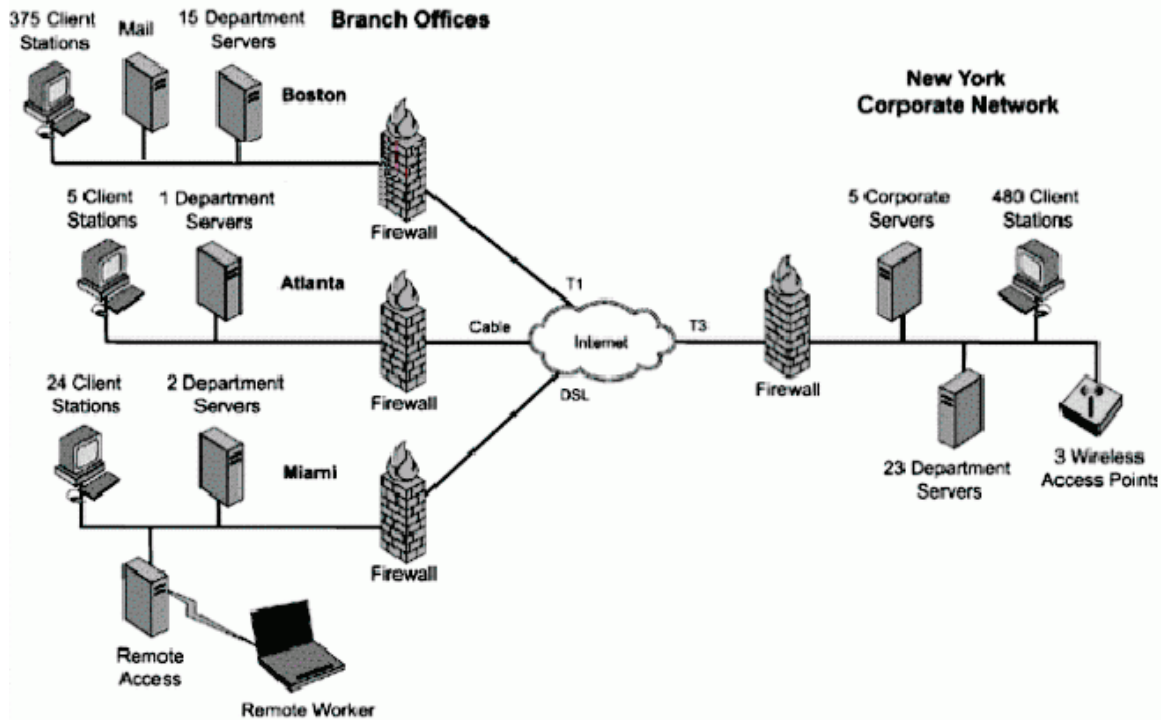 375 Client
Stations
Mail
15 Department
Servers
Branch Offices
Boston
Firewall
New York
Corporate Network
5 Client
Stations
1 Department
Servers
Atlanta
Firewall
T1
Cable
Internet
T3
DSL
Firewall
5 Corporate
Servers
480 Client
Stations
23 Department
Servers
3 Wireless
Access Points
24 Client
Stations
2 Department
Servers
Miami
Firewall
Remote
Access
Remote Worker